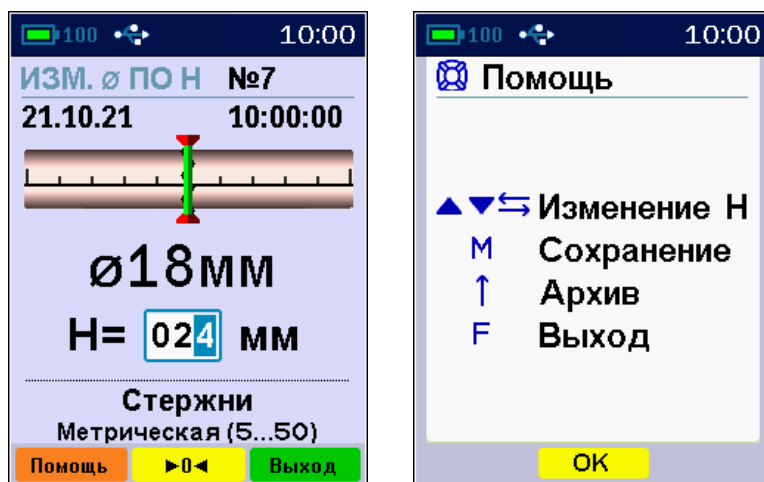 100 10:00
ИЗМ. ø ПО Н №7
21.10.21 10:00:00
ø18мм
Н= 024 мм
Стержни
Метрическая (5...50)
Помощь ►0◄ Выход
100 10:00
Помощь
▲▼⇆ Изменение Н
М Сохранение
↑ Архив
F Выход
OK